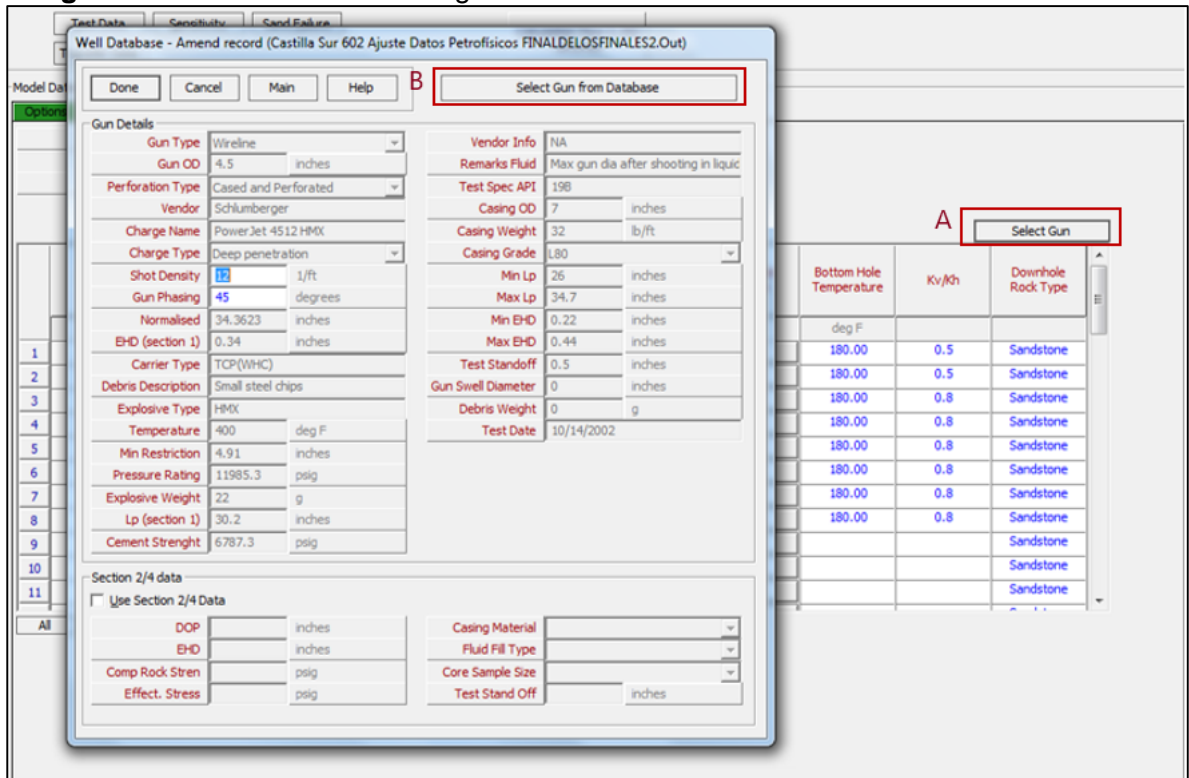 Test Data Sensitivity Sand Failure
Well Database - Amend record (Castilla Sur 602 Ajuste Datos Petrofísicos FINALDELOSFINALES2.Out)
Model Dat
Options
Done Cancel Main Help B Select Gun from Database
Gun Details
Gun Type Wireline
Gun OD 4.5 inches
Perforation Type Cased and Perforated
Vendor Schlumberger
Charge Name PowerJet 4512 HMX
Charge Type Deep penetration
Shot Density 12 1/ft
Gun Phasing 45 degrees
Normalised 34.3623 inches
EHD (section 1) 0.34 inches
Carrier Type TCP(WHC)
Debris Description Small steel chips
Explosive Type HMX
Temperature 400 deg F
Min Restriction 4.91 inches
Pressure Rating 11985.3 psig
Explosive Weight 22 g
Lp (section 1) 30.2 inches
Cement Strenght 6787.3 psig
Vendor Info NA
Remarks Fluid Max gun dia after shooting in liquid
Test Spec API 19B
Casing OD 7 inches
Casing Weight 32 lb/ft
Casing Grade L80
Min Lp 26 inches
Max Lp 34.7 inches
Min EHD 0.22 inches
Max EHD 0.44 inches
Test Standoff 0.5 inches
Gun Swell Diameter 0 inches
Debris Weight 0 g
Test Date 10/14/2002
Section 2/4 data
Use Section 2/4 Data
DOP inches
EHD inches
Comp Rock Stren psig
Effect. Stress psig
Casing Material
Fluid Fill Type
Core Sample Size
Test Stand Off inches
A Select Gun
Bottom Hole Temperature Kv/Kh Downhole Rock Type
deg F
1 180.00 0.5 Sandstone
2 180.00 0.5 Sandstone
3 180.00 0.8 Sandstone
4 180.00 0.8 Sandstone
5 180.00 0.8 Sandstone
6 180.00 0.8 Sandstone
7 180.00 0.8 Sandstone
8 180.00 0.8 Sandstone
9 Sandstone
10 Sandstone
11 Sandstone
All